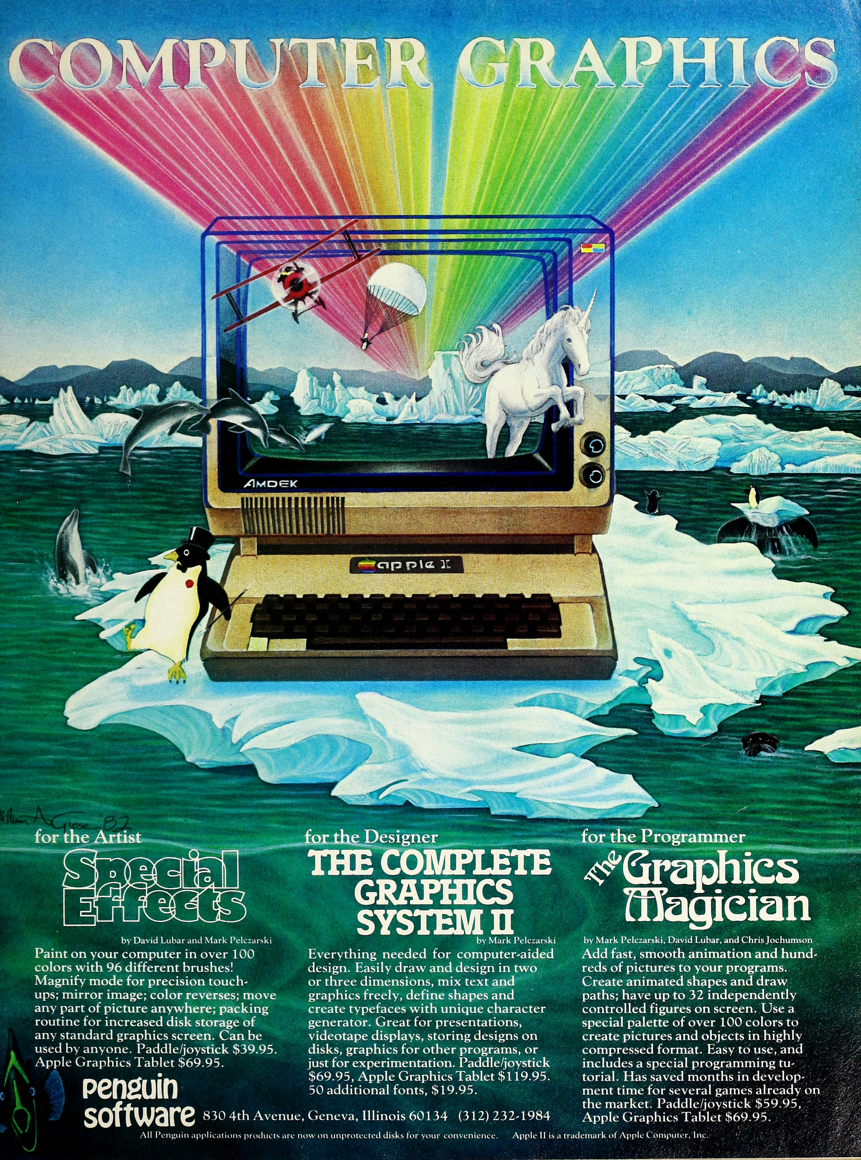 COMPUTER GRAPHICS
AMDEK
apple ][
82
for the Artist
Special
Effects
by David Lubar and Mark Pelczarski
Paint on your computer in over 100
colors with 96 different brushes!
Magnify mode for precision touch-
ups; mirror image; color reverses; move
any part of picture anywhere; packing
routine for increased disk storage of
any standard graphics screen. Can be
used by anyone. Paddle/joystick $39.95.
Apple Graphics Tablet $69.95.
for the Designer
THE COMPLETE
GRAPHICS
SYSTEM II
by Mark Pelczarski
Everything needed for computer-aided
design. Easily draw and design in two
or three dimensions, mix text and
graphics freely, define shapes and
create typefaces with unique character
generator. Great for presentations,
videotape displays, storing designs on
disks, graphics for other programs, or
just for experimentation. Paddle/joystick
$69.95, Apple Graphics Tablet $119.95.
50 additional fonts, $19.95.
for the Programmer
The Graphics
Magician
by Mark Pelczarski, David Lubar, and Chris Jochumson
Add fast, smooth animation and hund-
reds of pictures to your programs.
Create animated shapes and draw
paths; have up to 32 independently
controlled figures on screen. Use a
special palette of over 100 colors to
create pictures and objects in highly
compressed format. Easy to use, and
includes a special programming tu-
torial. Has saved months in develop-
ment time for several games already on
the market. Paddle/joystick $59.95,
Apple Graphics Tablet $69.95.
penguin
software 830 4th Avenue, Geneva, Illinois 60134 (312) 232-1984
All Penguin applications products are now on unprotected disks for your convenience. Apple II is a trademark of Apple Computer, Inc.